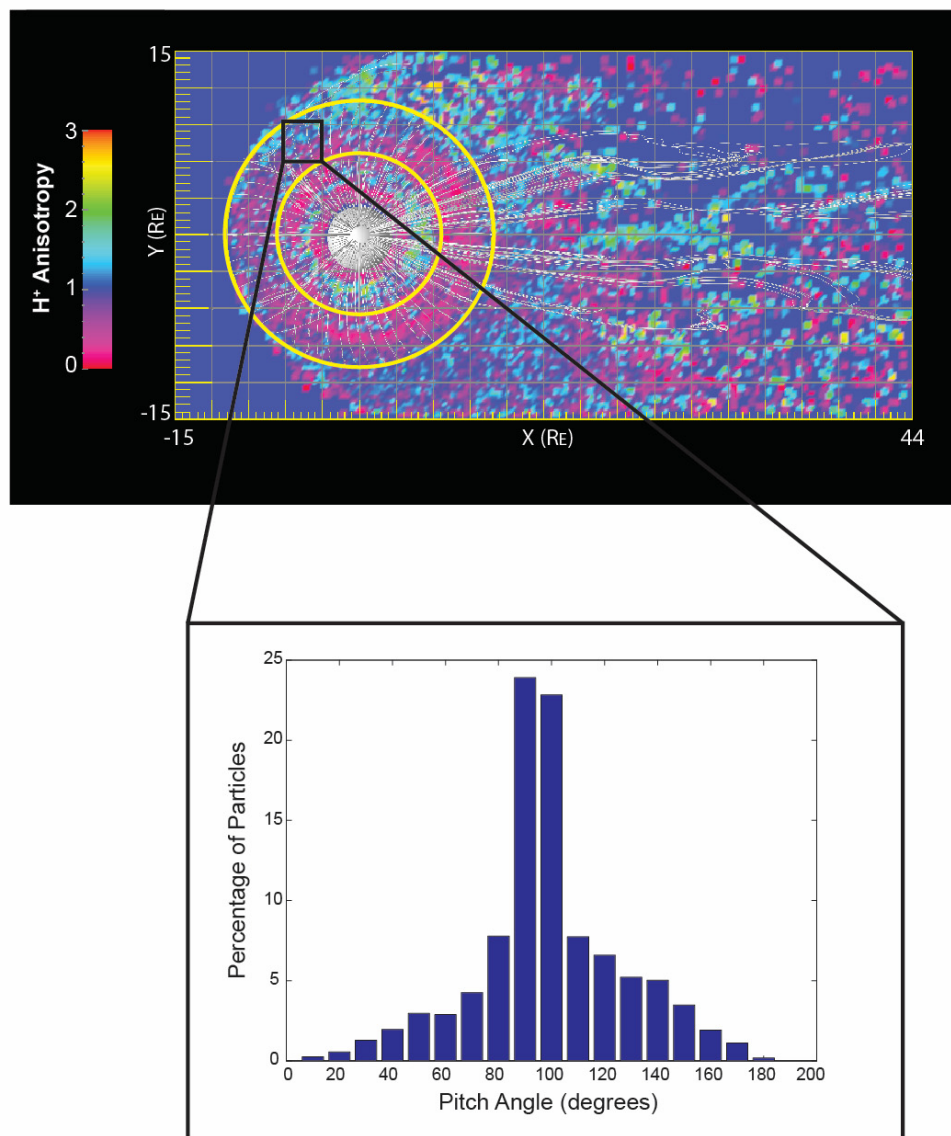 15
3
2
1
0
H+ Anisotropy
Y (RE)
-15
-15
X (RE)
44
25
20
15
10
5
0
Percentage of Particles
0 20 40 60 80 100 120 140 160 180 200
Pitch Angle (degrees)